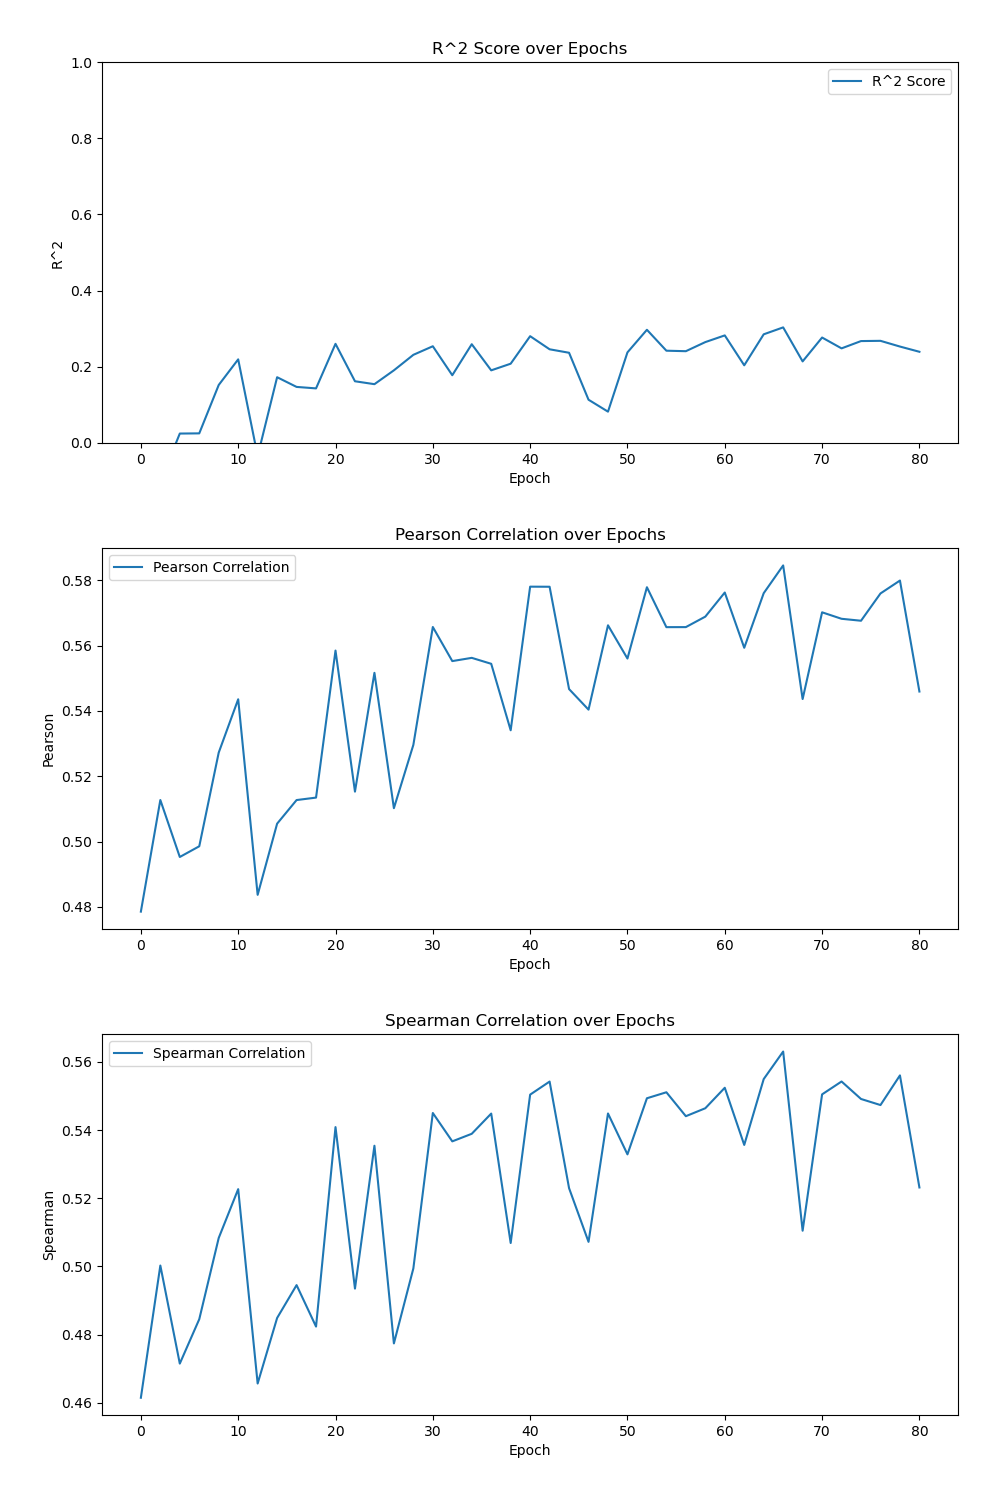 R^2 Score over Epochs
1.0
R^2 Score
0.8
0.6
R^2
0.4
0.2
0.0
0 10 20 30 40 50 60 70 80
Epoch
Pearson Correlation over Epochs
Pearson Correlation
0.58
0.56
0.54
Pearson
0.52
0.50
0.48
0 10 20 30 40 50 60 70 80
Epoch
Spearman Correlation over Epochs
Spearman Correlation
0.56
0.54
0.52
Spearman
0.50
0.48
0.46
0 10 20 30 40 50 60 70 80
Epoch